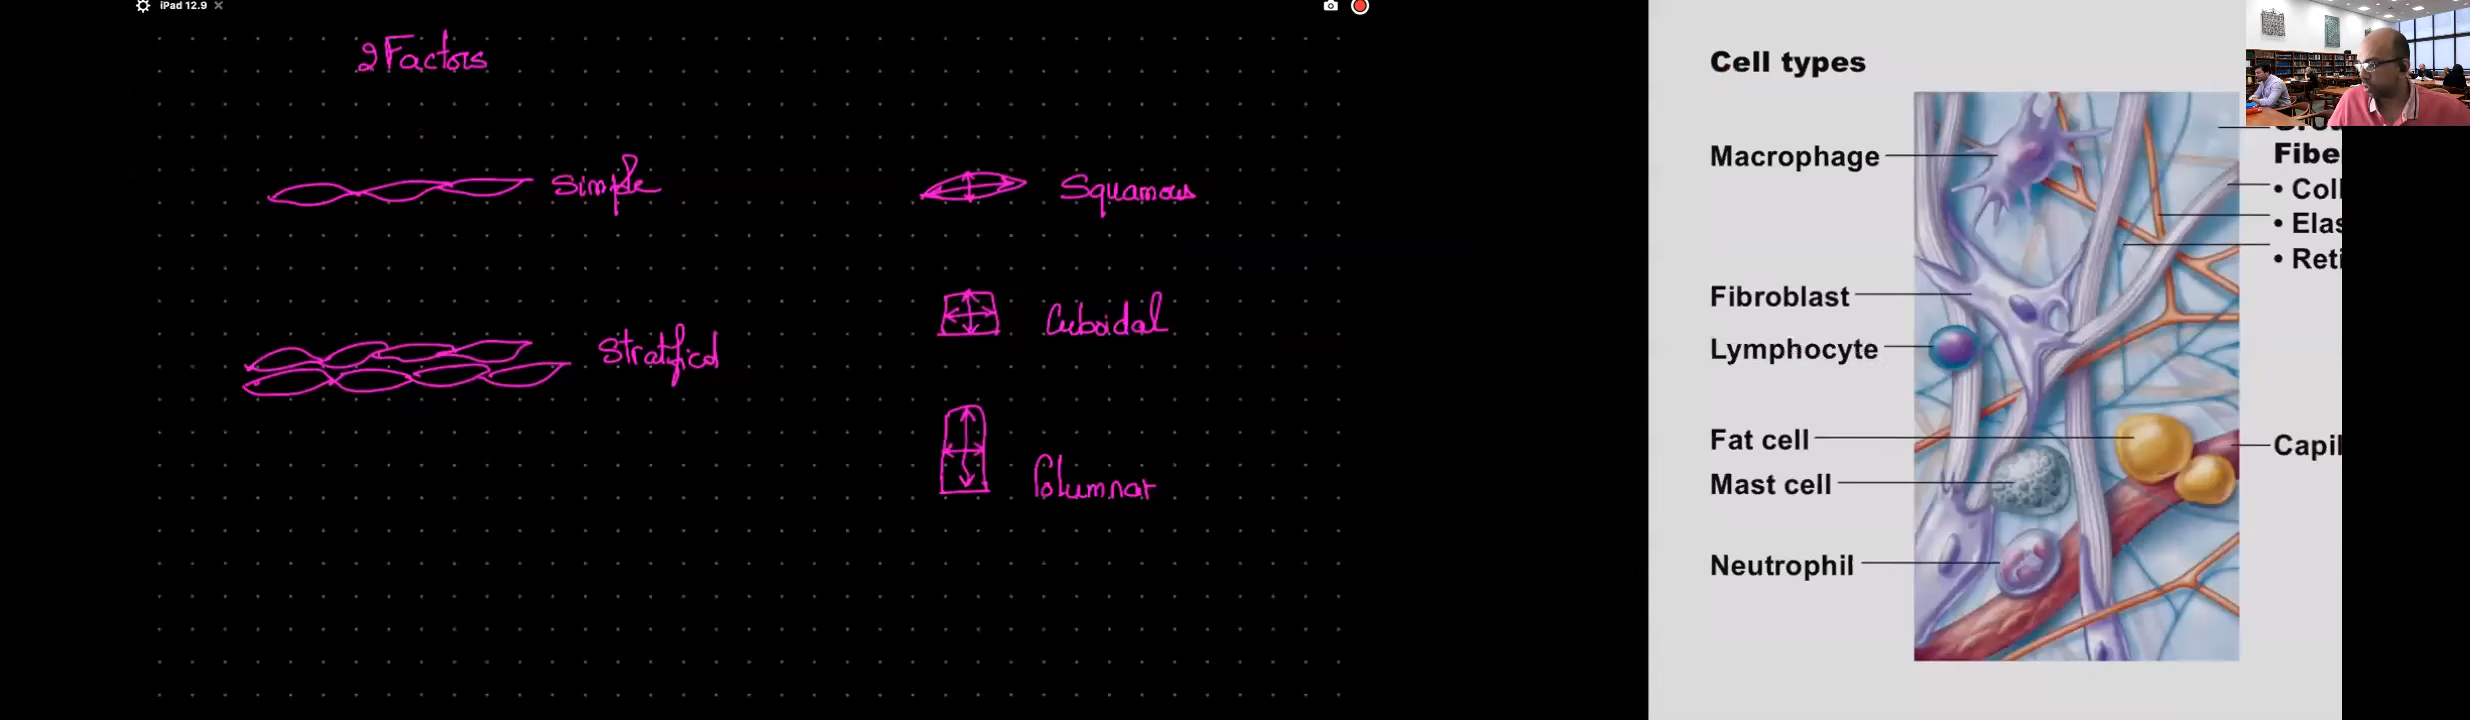 iPad 12.9
2 Factors
Simple
Squamous
Cuboidal
Stratified
Columnar
Cell types
Macrophage
Fibroblast
Lymphocyte
Fat cell
Mast cell
Neutrophil
Fibe
• Coll
• Elas
• Reti
Capil